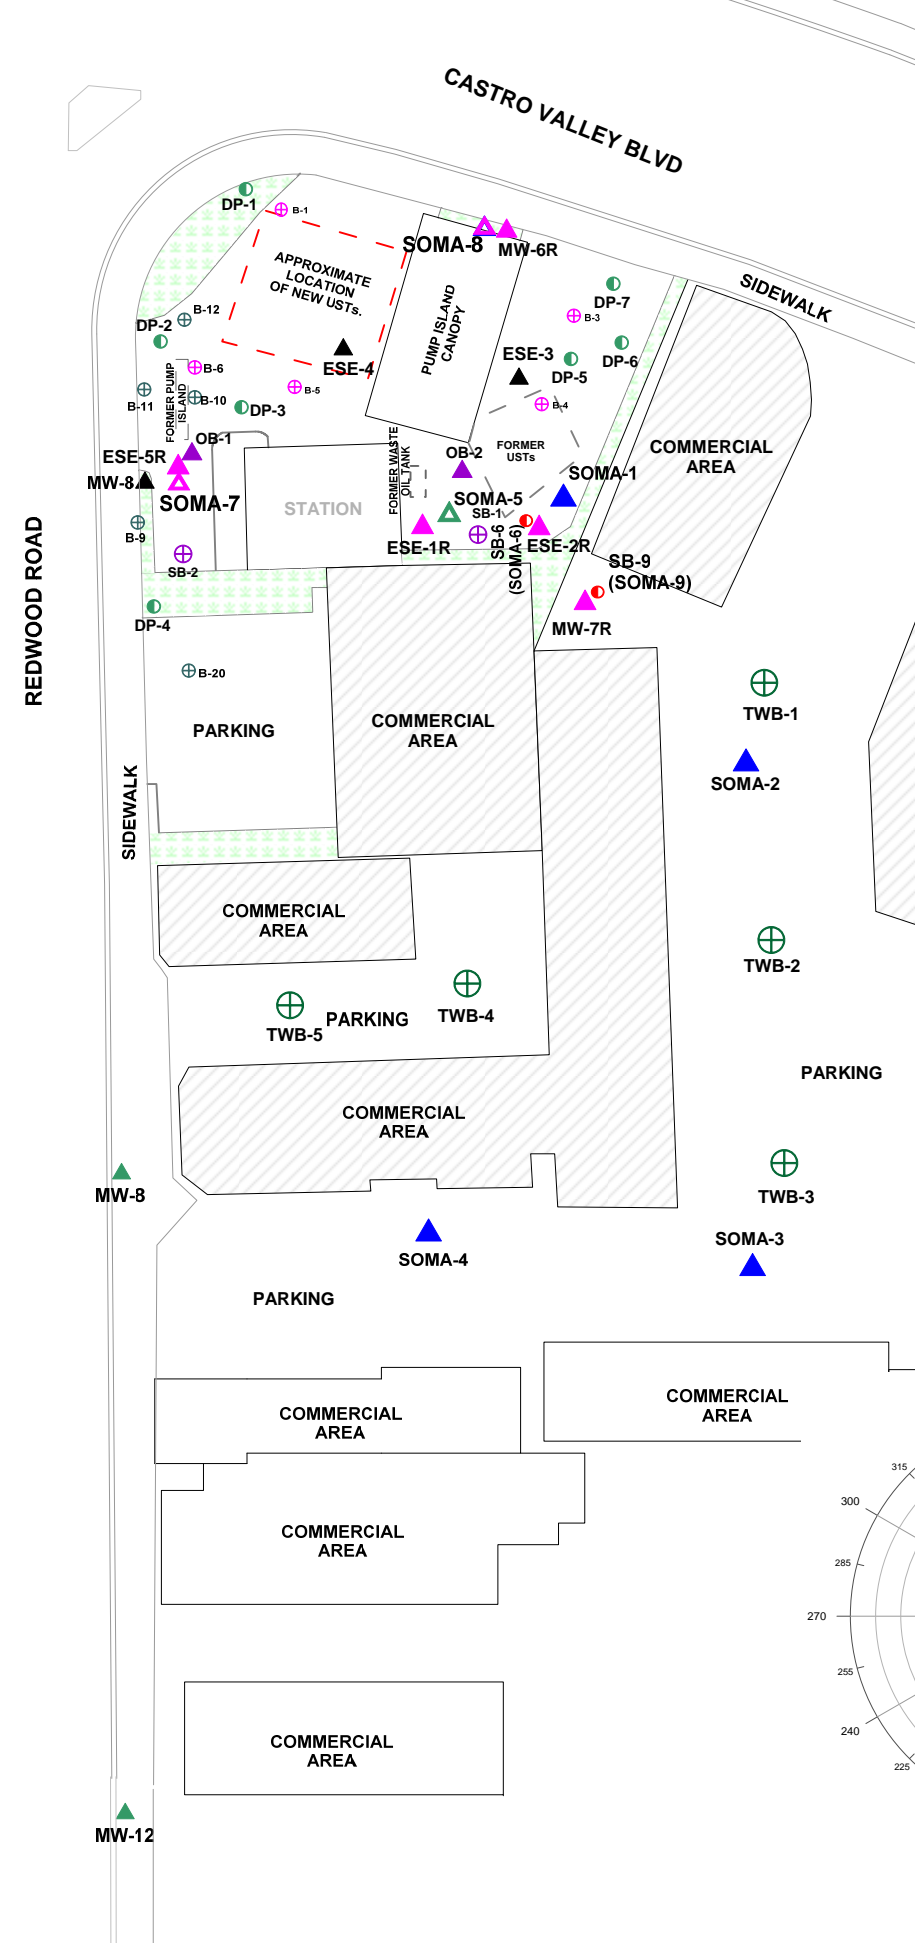 CASTRO VALLEY BLVD
DP-1
B-1
SOMA-8
MW-6R
APPROXIMATE
LOCATION
OF NEW USTs.
SIDEWALK
DP-7
B-12
B-3
DP-2
PUMP ISLAND
CANOPY
ESE-3
DP-6
ESE-4
DP-5
B-6
B-5
B-11
FORMER PUMP
ISLAND
B-10
DP-3
B-4
OB-1
FORMER
USTs
COMMERCIAL
AREA
ESE-5R
OB-2
MW-8
FORMER WASTE
OIL TANK
SOMA-1
SOMA-7
STATION
SOMA-5
SB-1
B-9
ESE-1R
SB-6
(SOMA-6)
ESE-2R
SB-2
SB-9
(SOMA-9)
REDWOOD ROAD
DP-4
MW-7R
B-20
TWB-1
PARKING
COMMERCIAL
AREA
SOMA-2
SIDEWALK
COMMERCIAL
AREA
TWB-2
TWB-5
PARKING
TWB-4
PARKING
COMMERCIAL
AREA
MW-8
TWB-3
SOMA-4
SOMA-3
PARKING
COMMERCIAL
AREA
COMMERCIAL
AREA
315
300
COMMERCIAL
AREA
285
270
255
240
COMMERCIAL
AREA
225
MW-12